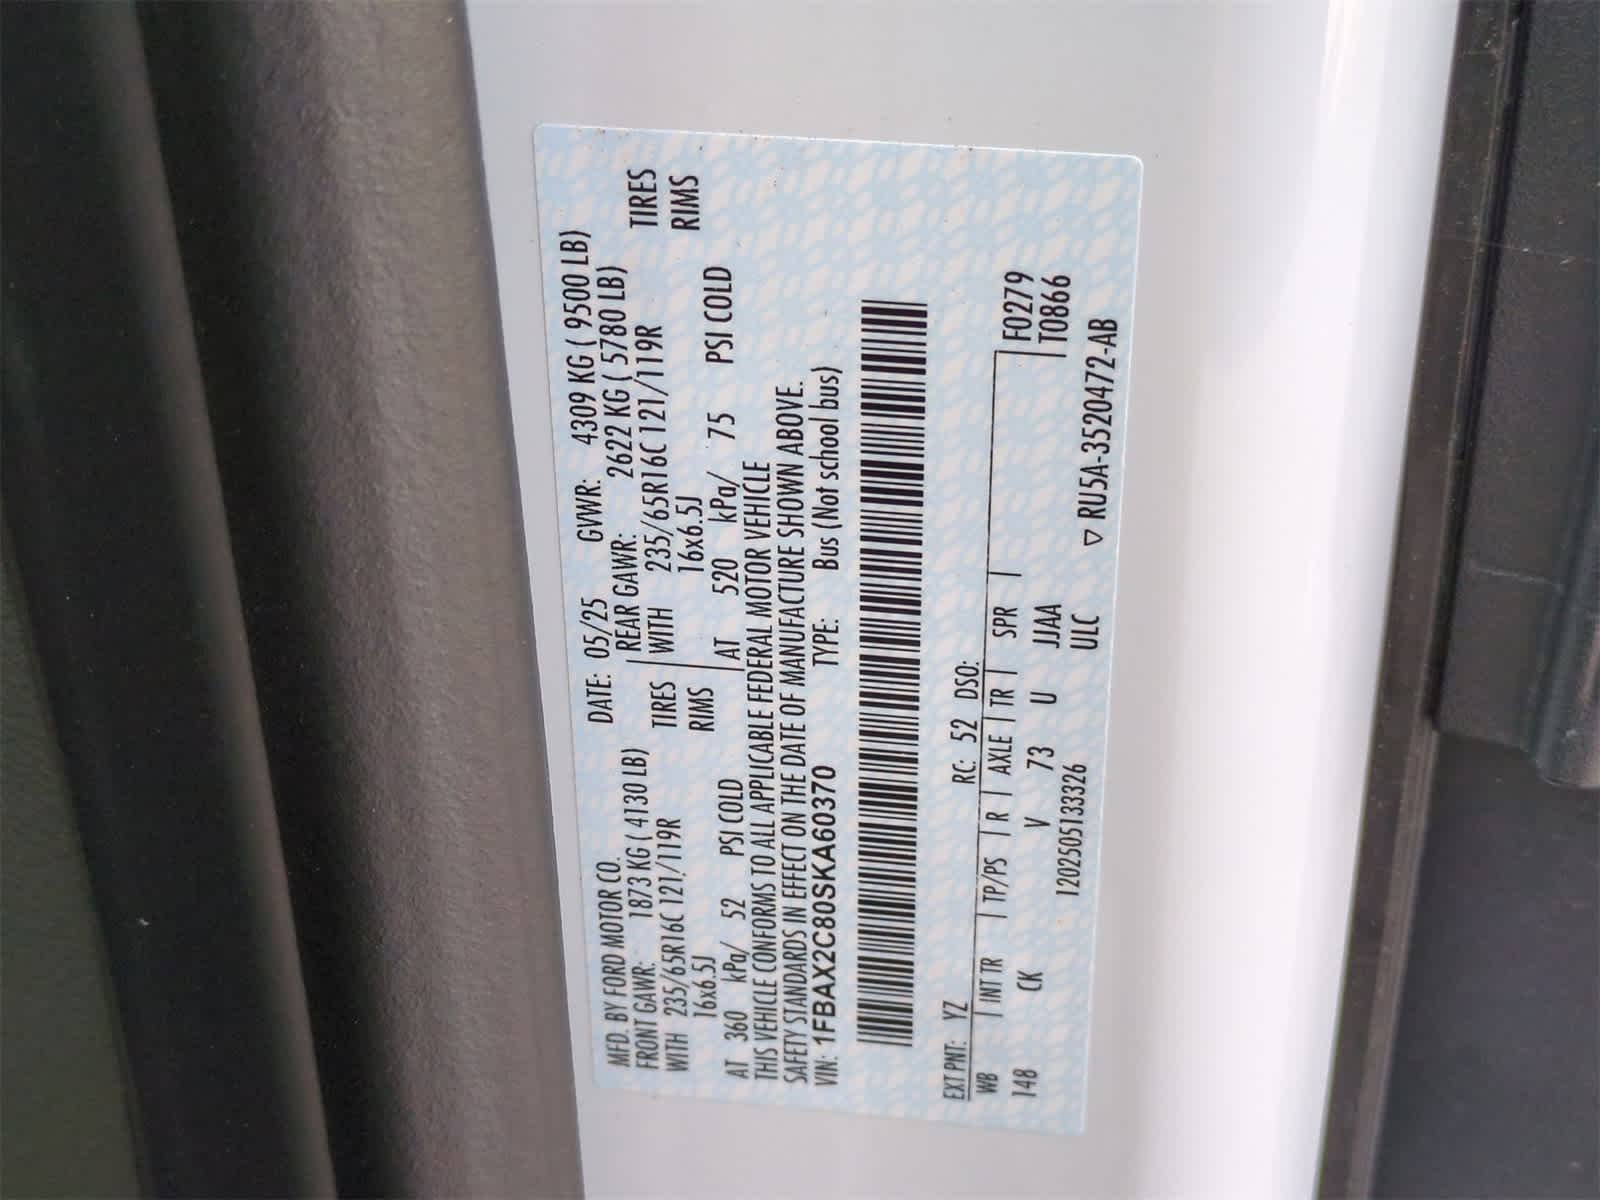 MFD. BY FORD MOTOR CO. DATE: 05/25 GVWR: 4309 KG ( 9500 LB)
FRONT GAWR: 1873 KG ( 4130 LB) REAR GAWR: 2622 KG ( 5780 LB)
WITH 235/65R16C 121/119R TIRES WITH 235/65R16C 121/119R TIRES
16x6.5J RIMS 16x6.5J RIMS
AT 360 kPa/ 52 PSI COLD AT 520 kPa/ 75 PSI COLD
THIS VEHICLE CONFORMS TO ALL APPLICABLE FEDERAL MOTOR VEHICLE
SAFETY STANDARDS IN EFFECT ON THE DATE OF MANUFACTURE SHOWN ABOVE.
VIN: 1FBAX2C80SKA60370 TYPE: Bus (Not school bus)
EXT PNT: YZ RC: 52 DSO:
WB INT TR TP/PS R AXLE TR SPR F0279
148 CK V 73 U JJAA T0866
1202505133326 ULC
▽ RU5A-3520472-AB